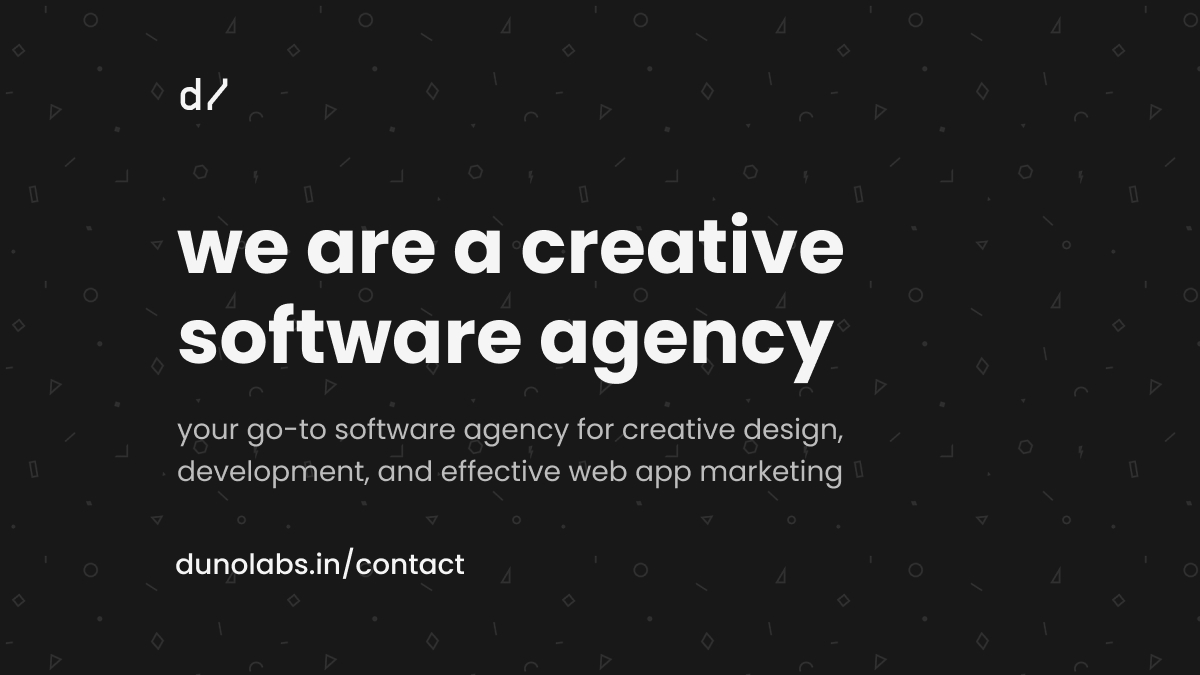 d/
we are a creative
software agency
your go-to software agency for creative design,
development, and effective web app marketing
dunolabs.in/contact